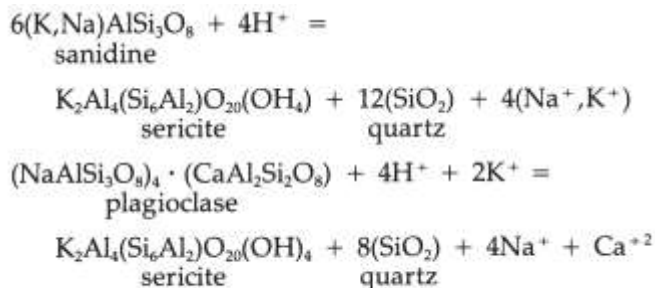 6(K,Na)AlSi₃O₈ + 4H⁺ =
sanidine
K₂Al₄(Si₆Al₂)O₂₀(OH₄) + 12(SiO₂) + 4(Na⁺,K⁺)
sericite quartz
(NaAlSi₃O₈)₄ · (CaAl₂Si₂O₈) + 4H⁺ + 2K⁺ =
plagioclase
K₂Al₄(Si₆Al₂)O₂₀(OH)₄ + 8(SiO₂) + 4Na⁺ + Ca⁺²
sericite quartz